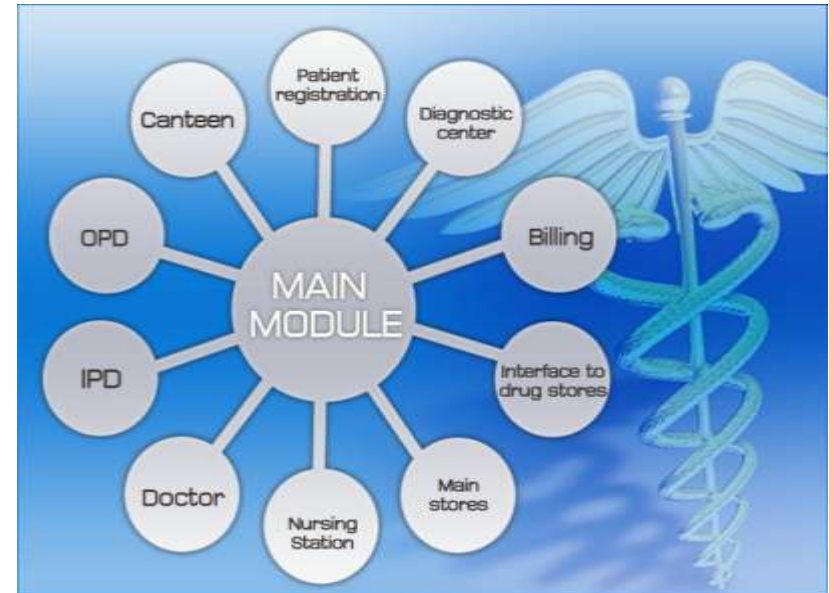 Patient
registration
Diagnostic
center
Billing
Interface to
drug stores
Main
stores
Nursing
Station
Doctor
IPD
OPD
Canteen
MAIN
MODULE